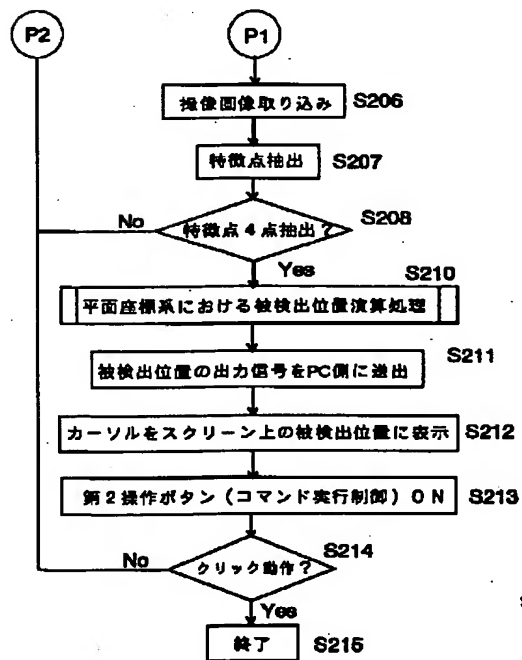 P2
P1
撮像画像取り込み
S206
特徴点抽出
S207
特徴点4点抽出?
S208
No
Yes
S210
平面座標系における被検出位置演算処理
被検出位置の出力信号をPC側に送出
S211
カーソルをスクリーン上の被検出位置に表示
S212
第2操作ボタン(コマンド実行制御)ON
S213
クリック動作?
S214
No
Yes
終了
S215